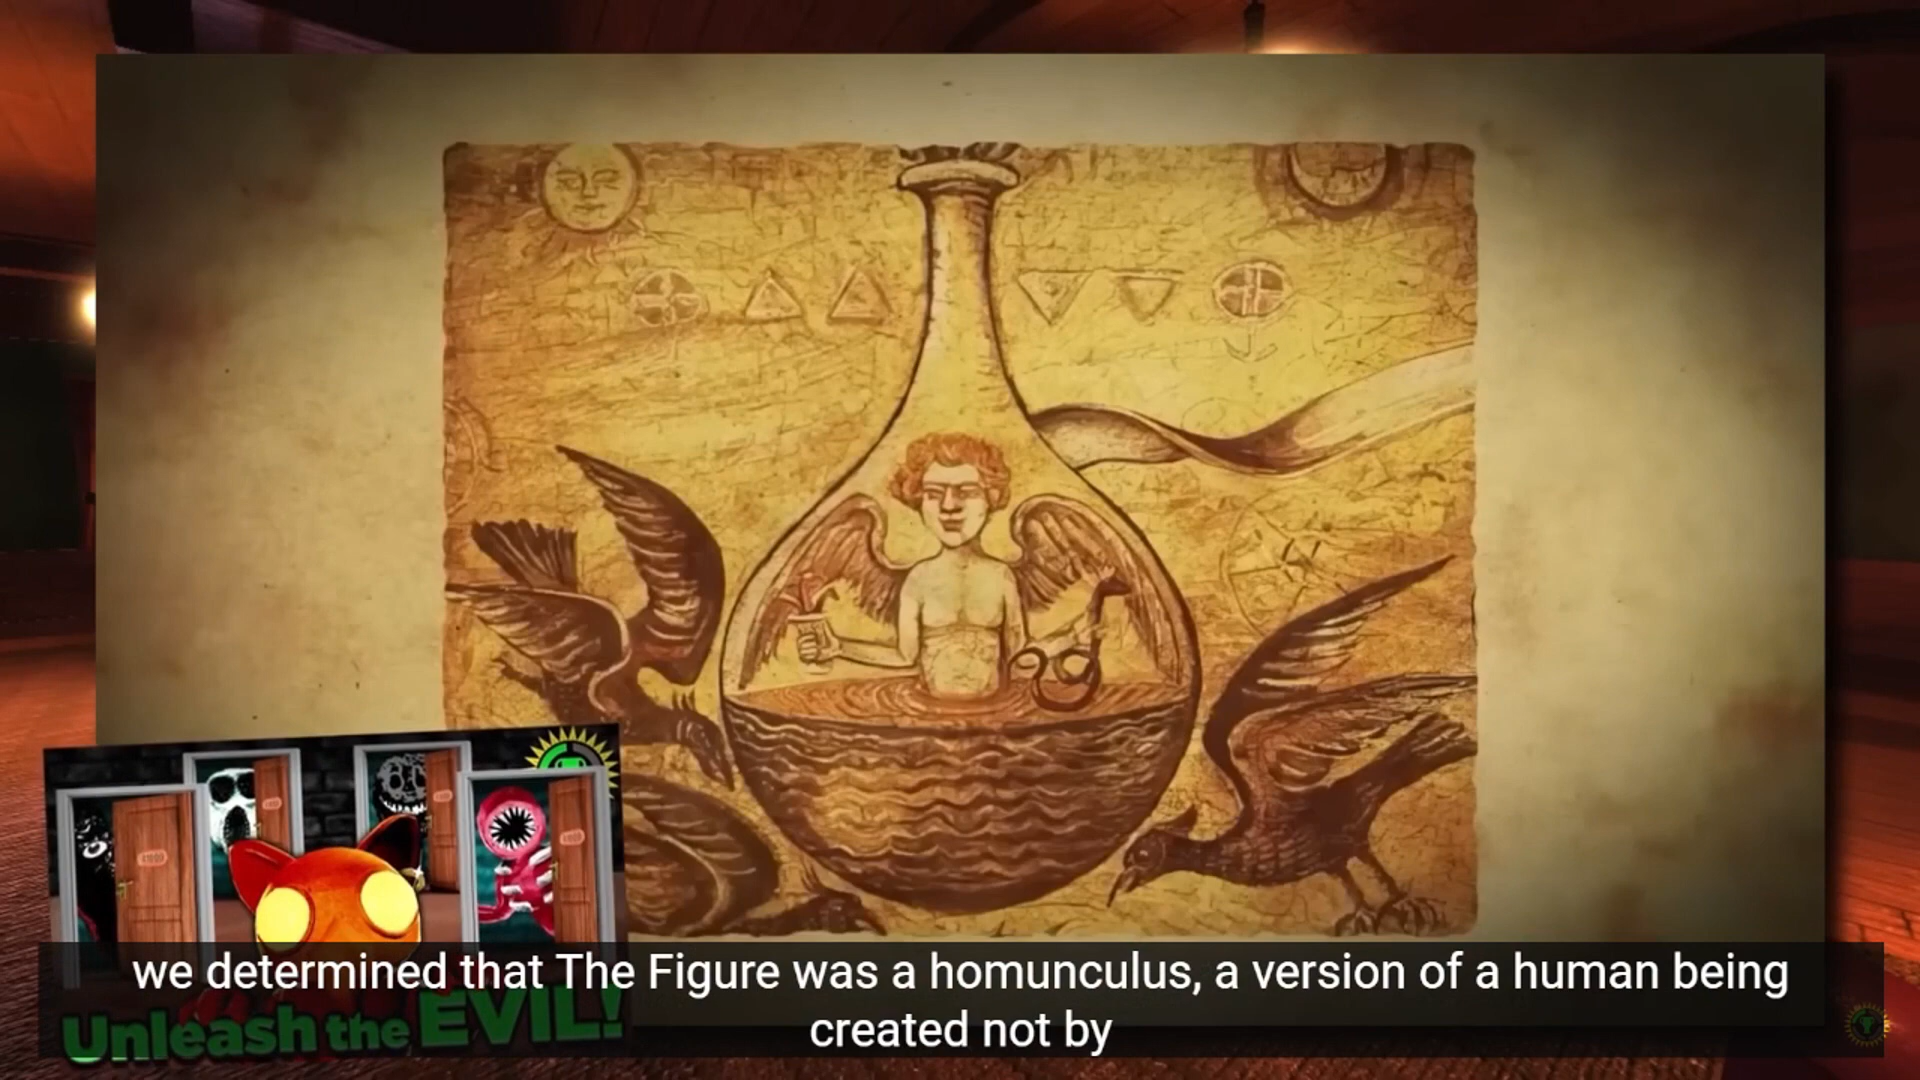 we determined that The Figure was a homunculus, a version of a human being
created not by
Unleash the EVIL!